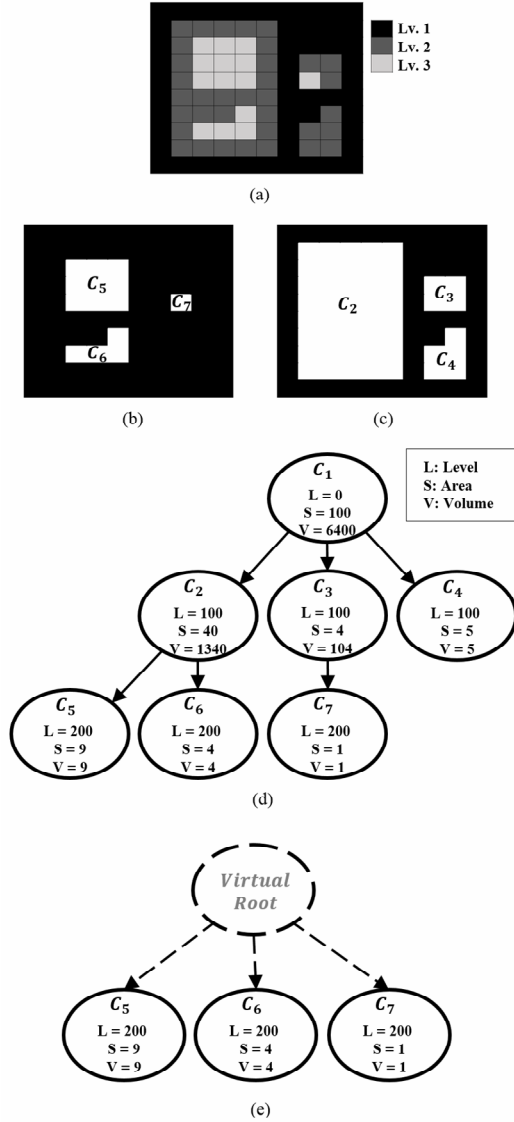 Lv. 1
Lv. 2
Lv. 3
(a)
C5
C7
C6
(b)
C2
C3
C4
(c)
L: Level
S: Area
V: Volume
C1
L = 0
S = 100
V = 6400
C2
L = 100
S = 40
V = 1340
C3
L = 100
S = 4
V = 104
C4
L = 100
S = 5
V = 5
C5
L = 200
S = 9
V = 9
C6
L = 200
S = 4
V = 4
C7
L = 200
S = 1
V = 1
(d)
Virtual
Root
C5
L = 200
S = 9
V = 9
C6
L = 200
S = 4
V = 4
C7
L = 200
S = 1
V = 1
(e)